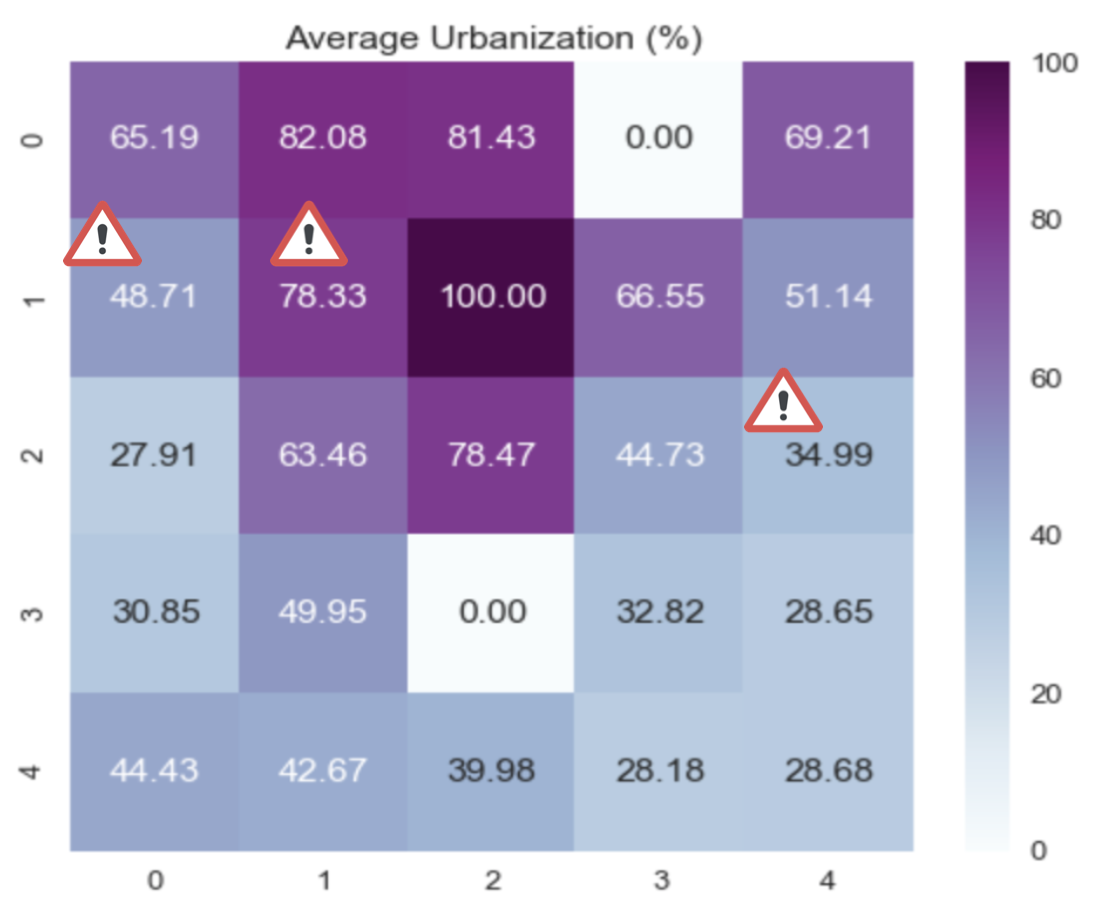 Average Urbanization (%)
100
0 65.19 82.08 81.43 0.00 69.21
80
! !
1 48.71 78.33 100.00 66.55 51.14
60
!
2 27.91 63.46 78.47 44.73 34.99
40
3 30.85 49.95 0.00 32.82 28.65
20
4 44.43 42.67 39.98 28.18 28.68
0
0 1 2 3 4